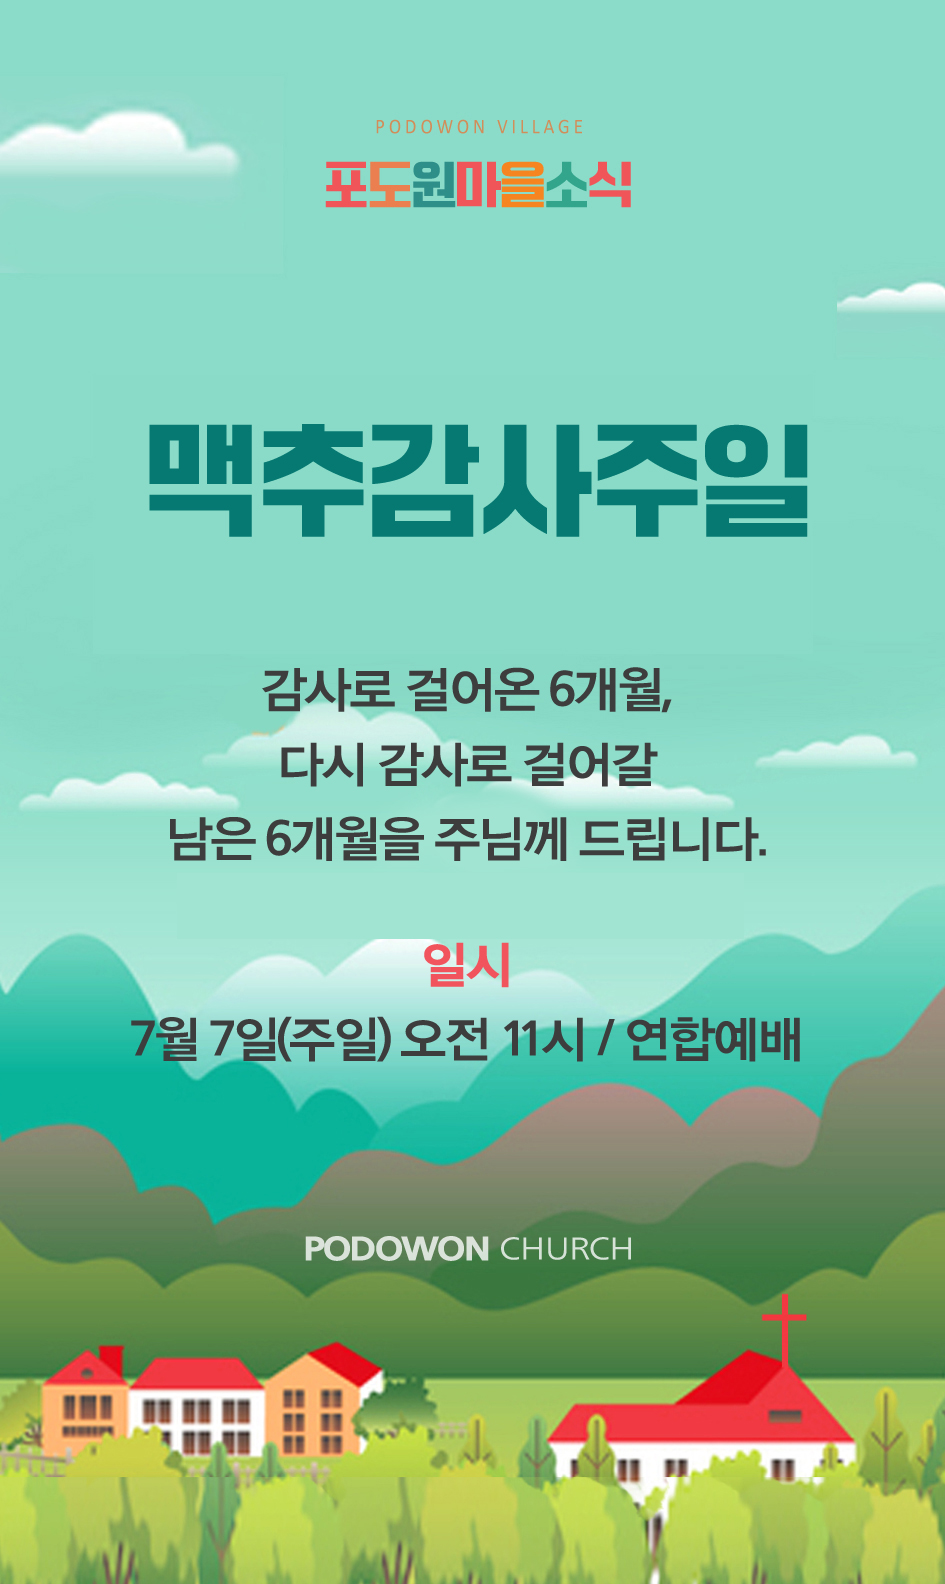 PODOWON VILLAGE
포도원마을소식
맥추감사주일
감사로 걸어온 6개월,
다시 감사로 걸어갈
남은 6개월을 주님께 드립니다.
일시
7월 7일(주일) 오전 11시 / 연합예배
PODOWON CHURCH